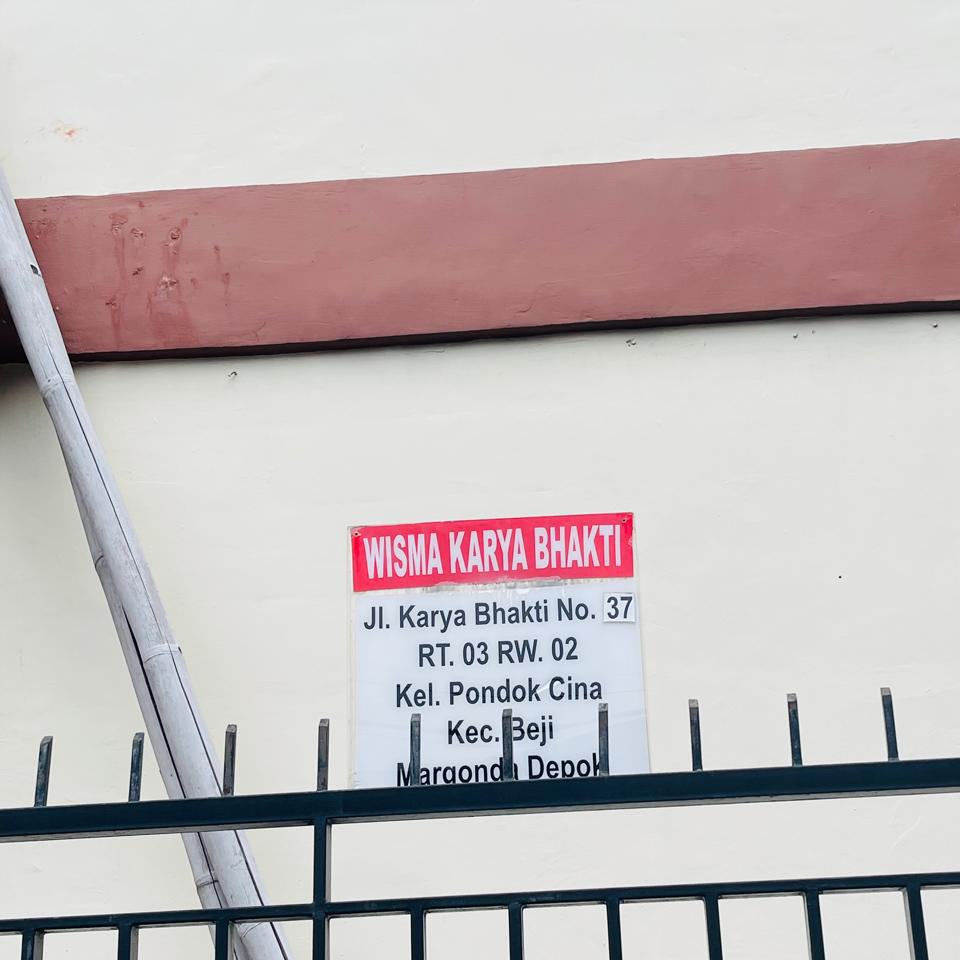 WISMA KARYA BHAKTI
Jl. Karya Bhakti No. 37
RT. 03 RW. 02
Kel. Pondok Cina
Kec. Beji
Margonda Depok